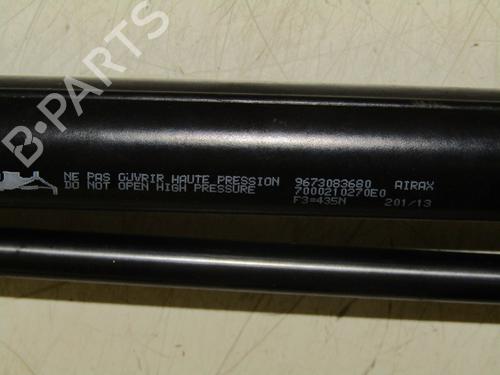 B-PARTS
NE PAS OUVRIR HAUTE PRESSION 9673083680 AIRAX
DO NOT OPEN HIGH PRESSURE 7000210270E0
F3=435N 201/13